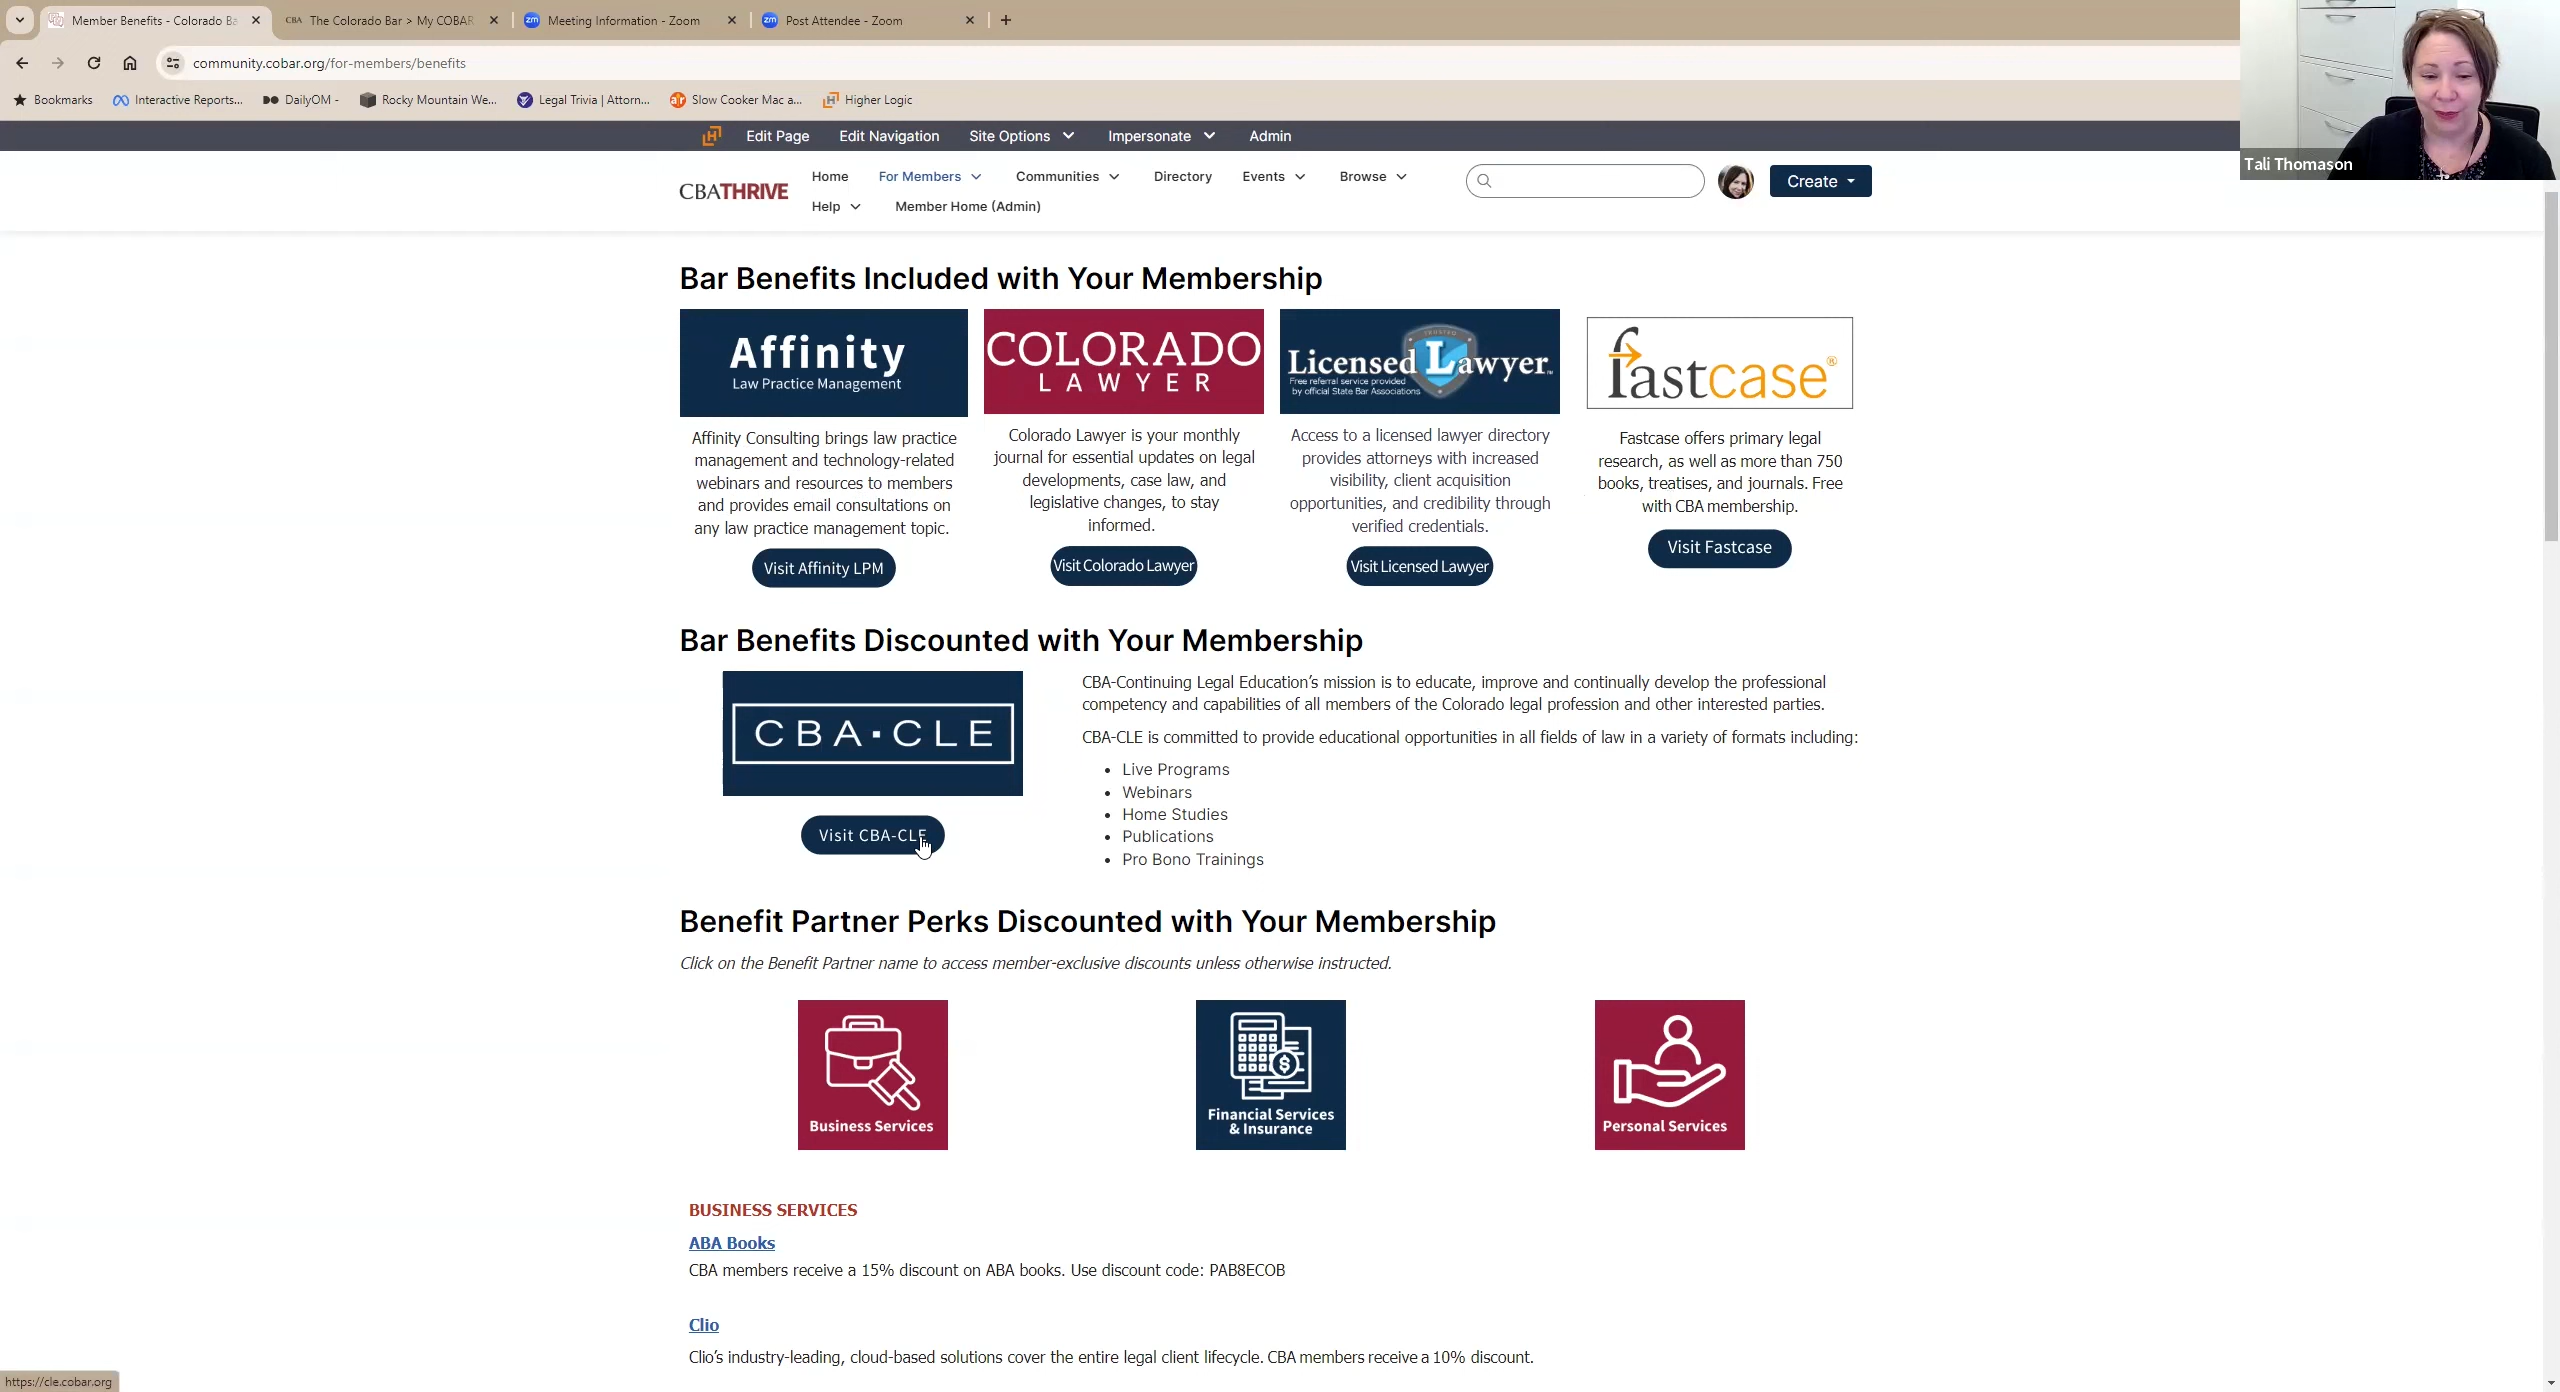 Member Benefits - Colorado Ba
CBA The Colorado Bar > My COBAR
zm Meeting Information - Zoom
zm Post Attendee - Zoom
community.cobar.org/for-members/benefits
Bookmarks
Interactive Reports...
DailyOM -
Rocky Mountain We...
Legal Trivia | Attorn...
Slow Cooker Mac a...
Higher Logic
Edit Page
Edit Navigation
Site Options
Impersonate
Admin
CBATHRIVE
Home
For Members
Communities
Directory
Events
Browse
Help
Member Home (Admin)
Create
Tali Thomason
Bar Benefits Included with Your Membership
Affinity
Law Practice Management
Affinity Consulting brings law practice
management and technology-related
webinars and resources to members
and provides email consultations on
any law practice management topic.
Visit Affinity LPM
COLORADO
LAWYER
Colorado Lawyer is your monthly
journal for essential updates on legal
developments, case law, and
legislative changes, to stay
informed.
Visit Colorado Lawyer
TRUSTED
Licensed Lawyer
Free referral service provided
by official State Bar Associations
Access to a licensed lawyer directory
provides attorneys with increased
visibility, client acquisition
opportunities, and credibility through
verified credentials.
Visit Licensed Lawyer
fastcase®
Fastcase offers primary legal
research, as well as more than 750
books, treatises, and journals. Free
with CBA membership.
Visit Fastcase
Bar Benefits Discounted with Your Membership
CBA·CLE
Visit CBA-CLE
CBA-Continuing Legal Education’s mission is to educate, improve and continually develop the professional
competency and capabilities of all members of the Colorado legal profession and other interested parties.
CBA-CLE is committed to provide educational opportunities in all fields of law in a variety of formats including:
• Live Programs
• Webinars
• Home Studies
• Publications
• Pro Bono Trainings
Benefit Partner Perks Discounted with Your Membership
Click on the Benefit Partner name to access member-exclusive discounts unless otherwise instructed.
Business Services
Financial Services
& Insurance
Personal Services
BUSINESS SERVICES
ABA Books
CBA members receive a 15% discount on ABA books. Use discount code: PAB8ECOB
Clio
Clio’s industry-leading, cloud-based solutions cover the entire legal client lifecycle. CBA members receive a 10% discount.
https://cle.cobar.org